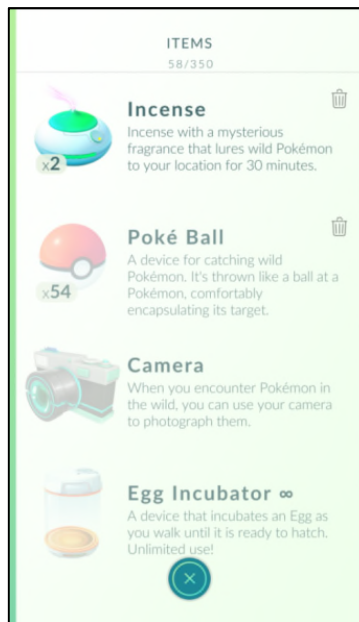 ITEMS
58/350
Incense
Incense with a mysterious
fragrance that lures wild Pokémon
to your location for 30 minutes.
x2
Poké Ball
A device for catching wild
Pokémon. It's thrown like a ball at a
Pokémon, comfortably
encapsulating its target.
x54
Camera
When you encounter Pokémon in
the wild, you can use your camera
to photograph them.
Egg Incubator ∞
A device that incubates an Egg as
you walk until it is ready to hatch.
Unlimited use!